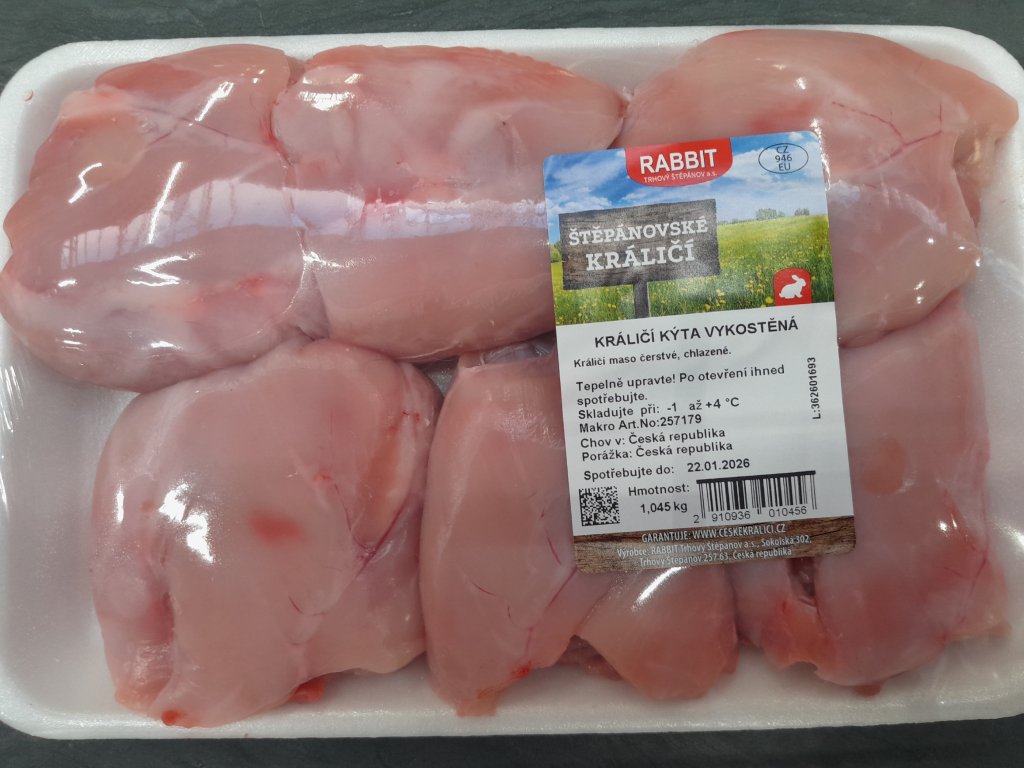 RABBIT
TRHOVÝ ŠTĚPÁNOV a.s.
CZ
946
EU
ŠTĚPÁNOVSKÉ
KRÁLIČÍ
KRÁLIČÍ KÝTA VYKOSTĚNÁ
Králičí maso čerstvé, chlazené.
Tepelně upravte! Po otevření ihned
spotřebujte.
Skladujte při: -1 až +4 °C
Makro Art.No:257179
Chov v: Česká republika
Porážka: Česká republika
Spotřebujte do: 22.01.2026
Hmotnost:
1,045 kg
2 910936 010456
L:362601693
GARANTUJE: WWW.CESKEKRALICI.CZ
Výrobce: RABBIT Trhový Štěpánov a.s., Sokolská 302,
Trhový Štěpánov 257 63, Česká republika